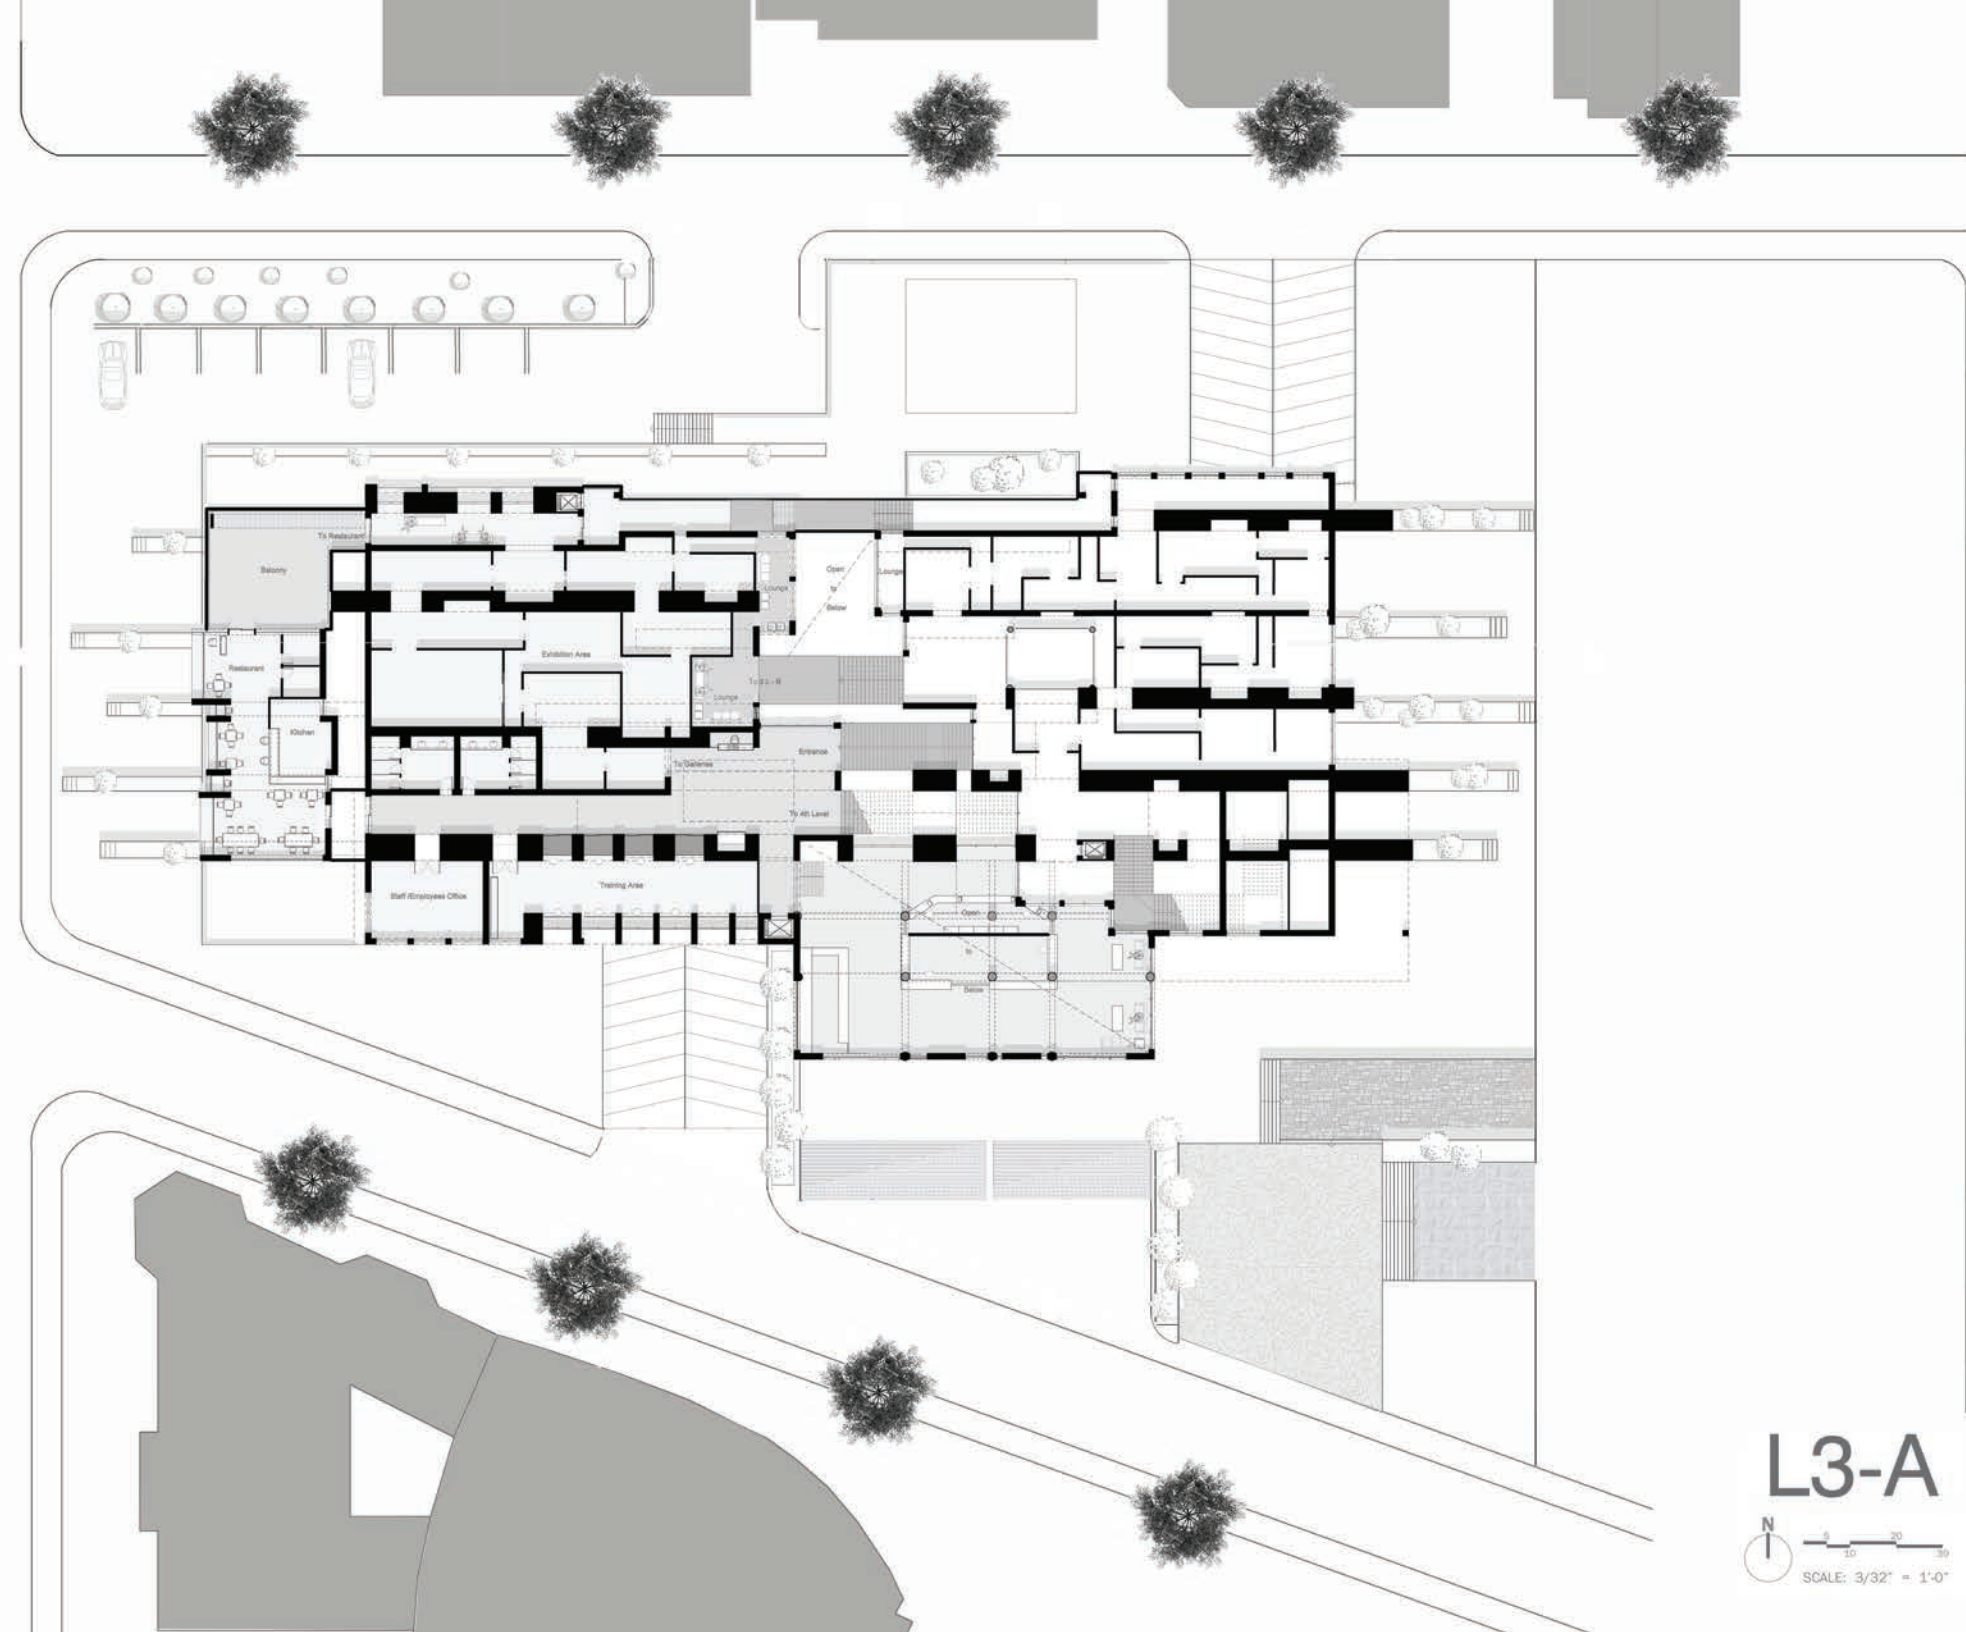 To Restaurant
Balcony
Open
Lounge
to
Lounge
Below
Exhibition Area
Restaurant
Lounge
Kitchen
Entrance
To Galleries
To 4th Level
Training Area
Staff /Employees Office
Open
to
Below
L3-A
N
5
20
10
30
SCALE: 3/32" = 1'-0"